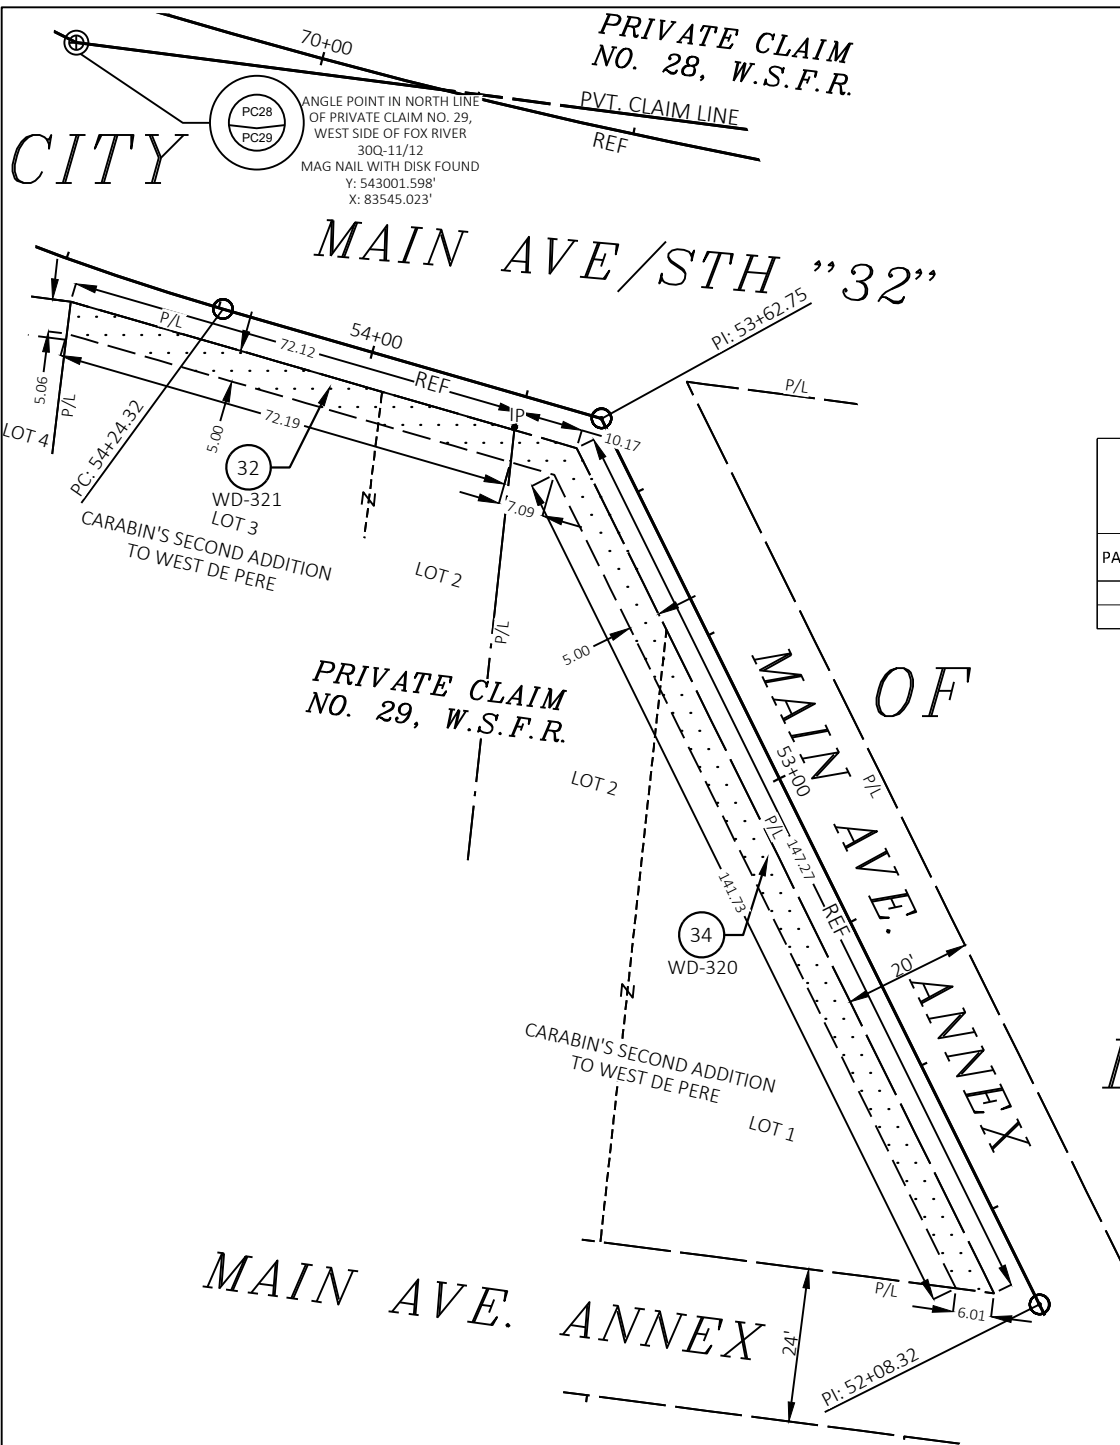 PRIVATE CLAIM
NO. 28, W.S.F.R.
70+00
PVT. CLAIM LINE
REF
PC28
PC29
ANGLE POINT IN NORTH LINE
OF PRIVATE CLAIM NO. 29,
WEST SIDE OF FOX RIVER
30Q-11/12
MAG NAIL WITH DISK FOUND
Y: 543001.598'
X: 83545.023'
CITY
MAIN AVE/STH "32"
PI: 53+62.75
P/L
P/L
72.12
54+00
REF
IP
10.17
5.06
P/L
LOT 4
PC: 54+24.32
5.00
72.19
32
WD-321
LOT 3
CARABIN'S SECOND ADDITION
TO WEST DE PERE
7.09
LOT 2
P/L
5.00
PRIVATE CLAIM
NO. 29, W.S.F.R.
PA
OF
MAIN AVE. ANNEX
53+00
P/L
LOT 2
P/L
147.27
REF
141.73
34
WD-320
20'
CARABIN'S SECOND ADDITION
TO WEST DE PERE
LOT 1
MAIN AVE. ANNEX
P/L
24'
6.01
PI: 52+08.32